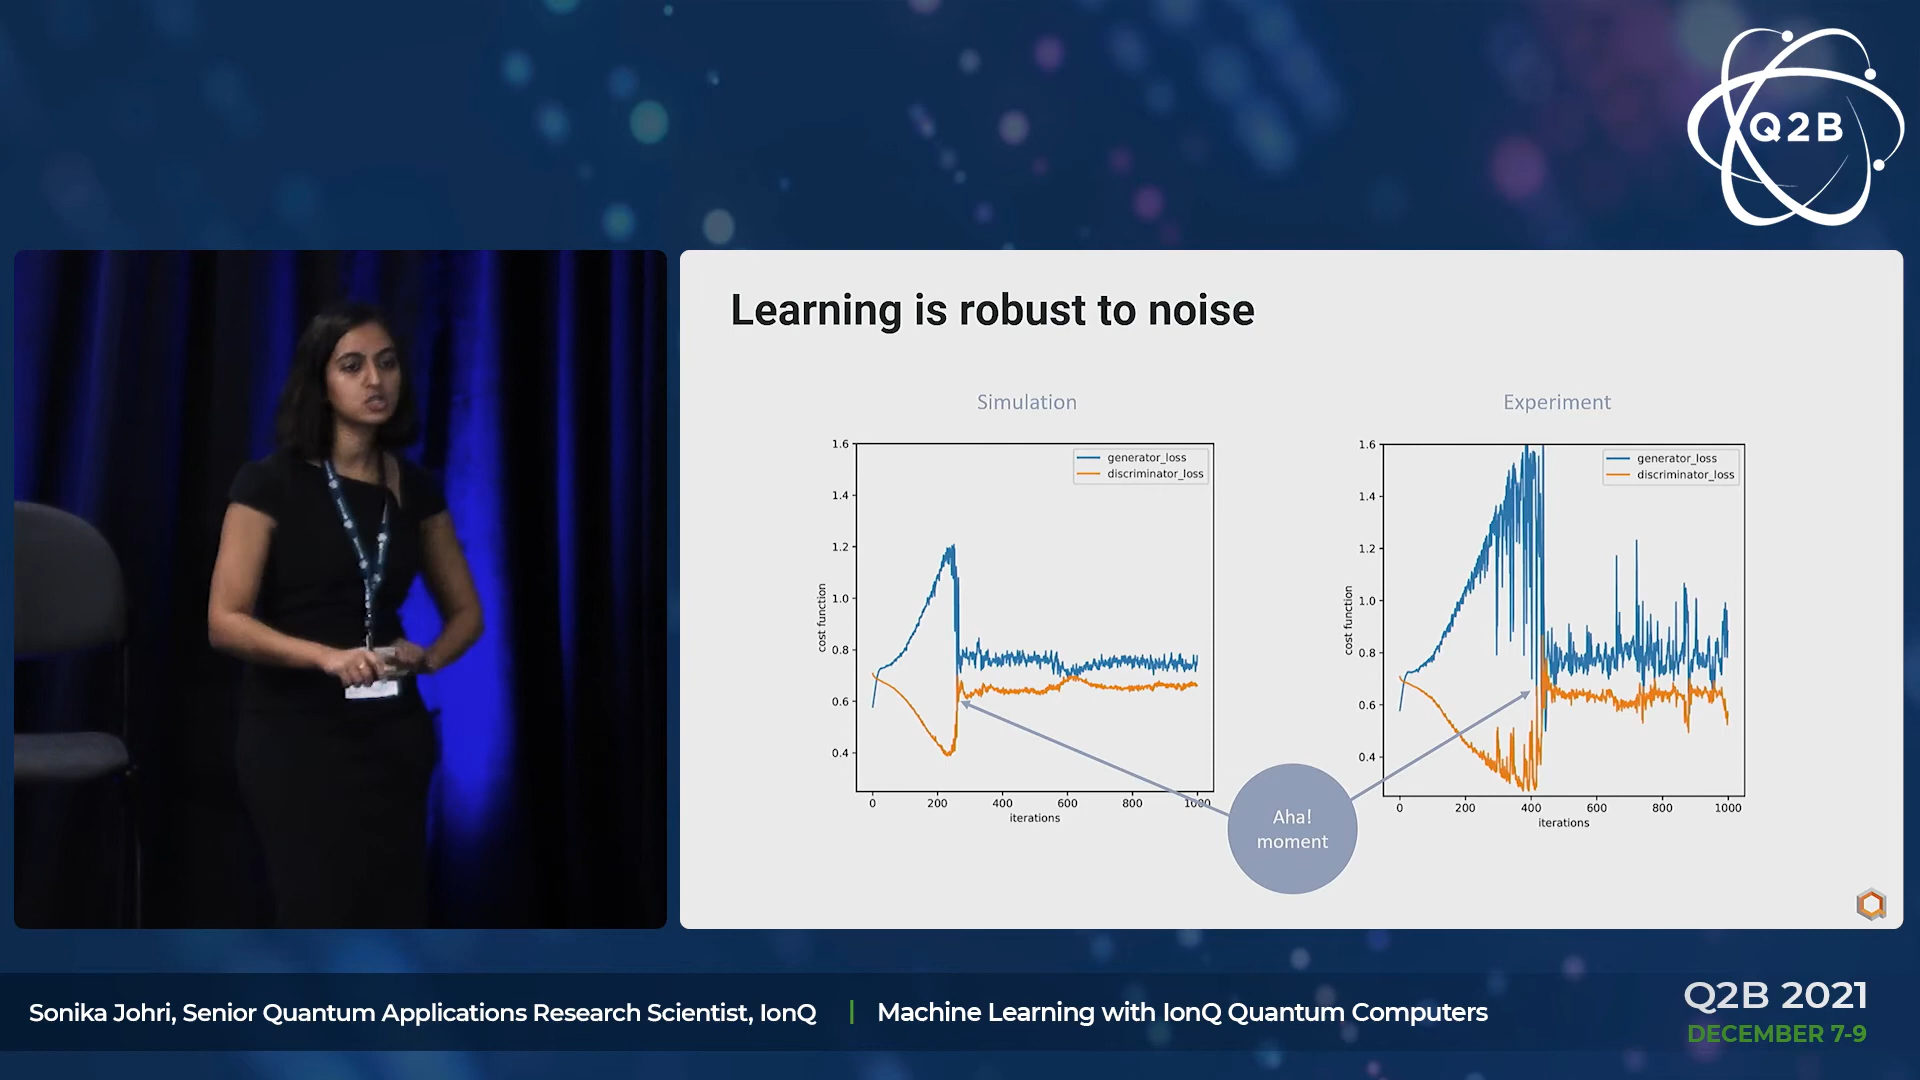 Q2B
Learning is robust to noise
Simulation
Experiment
1.6
1.4
1.2
1.0
0.8
0.6
0.4
cost function
generator_loss
discriminator_loss
0 200 400 600 800 1000
iterations
1.6
1.4
1.2
1.0
0.8
0.6
0.4
cost function
generator_loss
discriminator_loss
0 200 400 600 800 1000
iterations
Aha!
moment
Sonika Johri, Senior Quantum Applications Research Scientist, IonQ | Machine Learning with IonQ Quantum Computers
Q2B 2021
DECEMBER 7-9